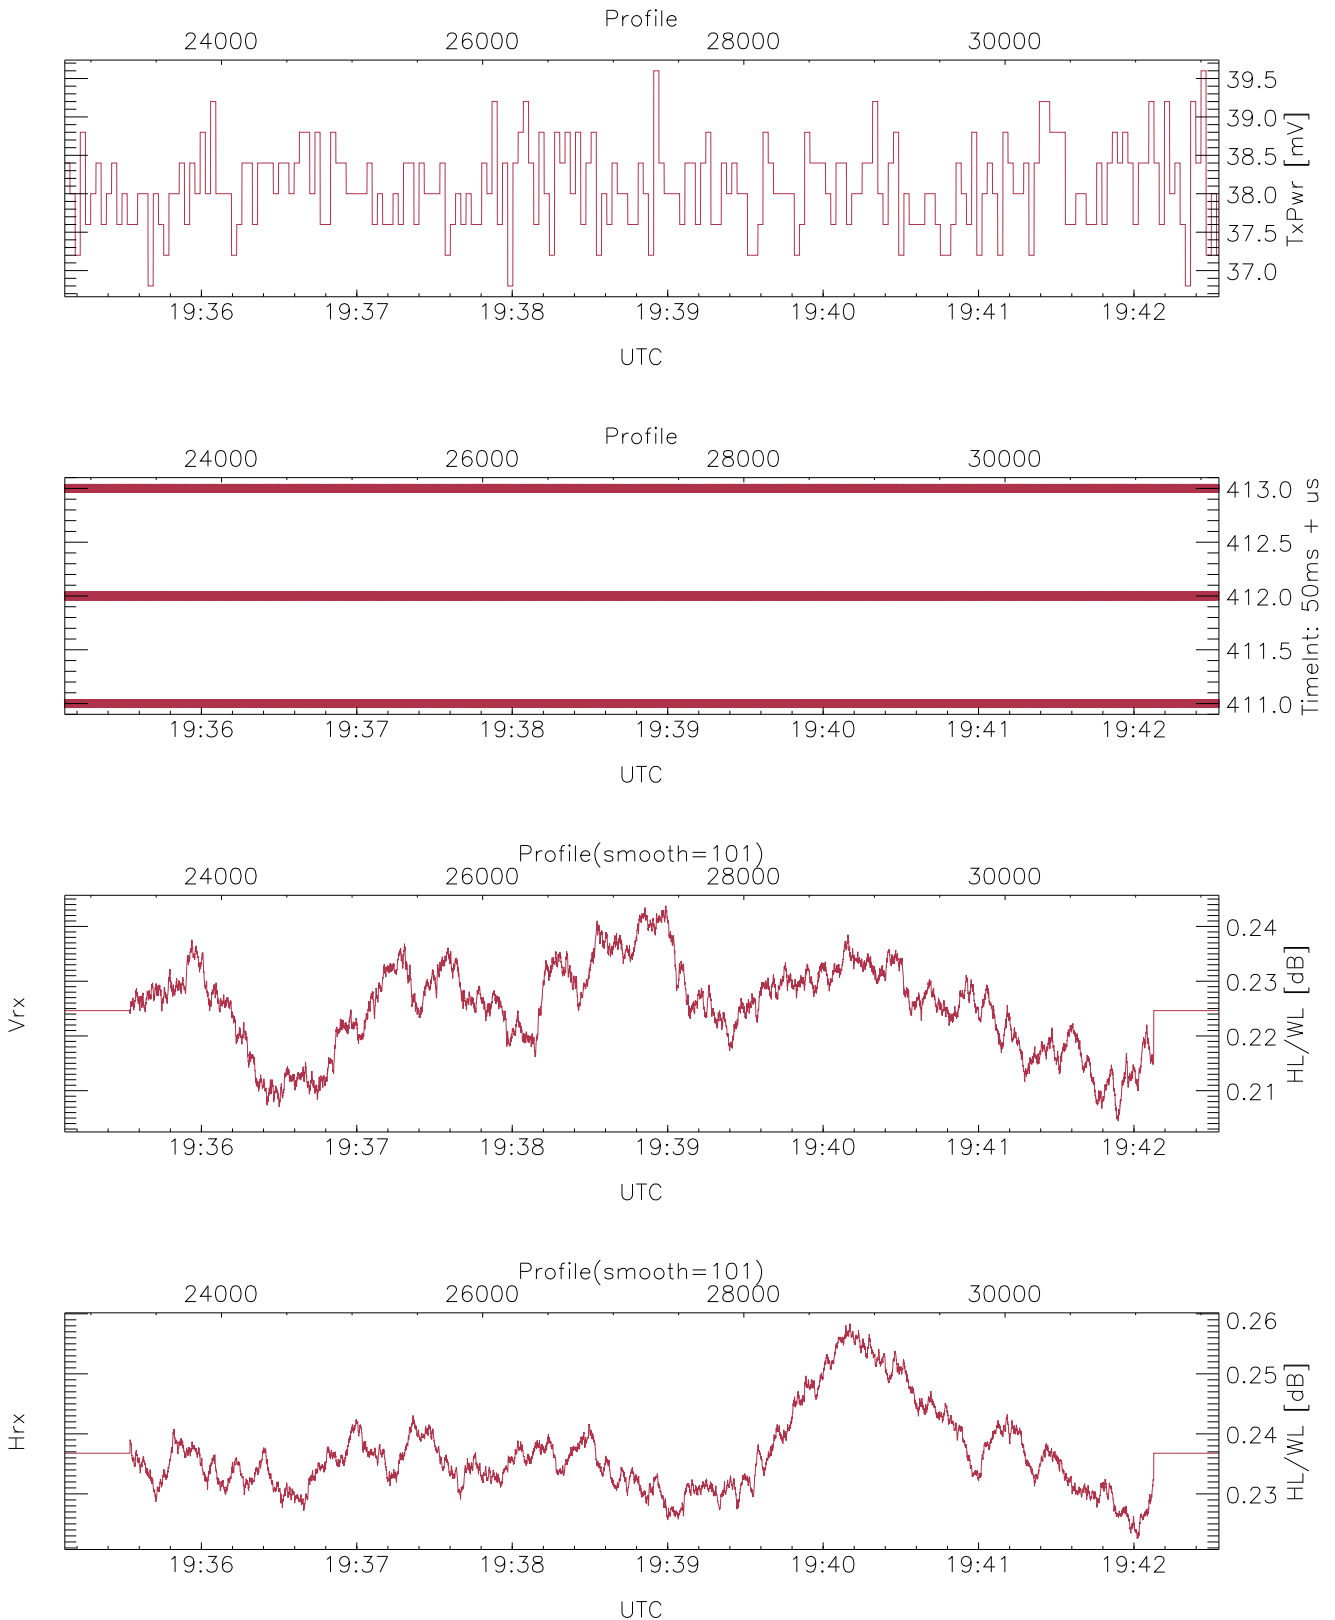 Profile
24000 26000 28000 30000
39.5
39.0
38.5
38.0
37.5
37.0
TxPwr [mV]
19:36 19:37 19:38 19:39 19:40 19:41 19:42
UTC
Profile
24000 26000 28000 30000
413.0
412.5
412.0
411.5
411.0
TimeInt: 50ms + us
19:36 19:37 19:38 19:39 19:40 19:41 19:42
UTC
Profile(smooth=101)
24000 26000 28000 30000
Vrx
0.24
0.23
0.22
0.21
HL/WL [dB]
19:36 19:37 19:38 19:39 19:40 19:41 19:42
UTC
Profile(smooth=101)
24000 26000 28000 30000
Hrx
0.26
0.25
0.24
0.23
HL/WL [dB]
19:36 19:37 19:38 19:39 19:40 19:41 19:42
UTC